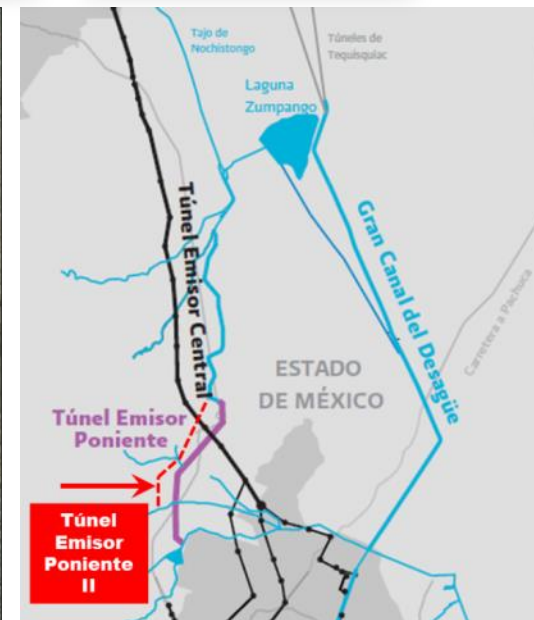 Tajo de
Nochistongo
Túneles de
Tequisquiac
Laguna
Zumpango
Túnel Emisor Central
Gran Canal del Desagüe
Carretera a Pachuca
ESTADO
DE MÉXICO
Túnel Emisor
Poniente
Túnel
Emisor
Poniente
II